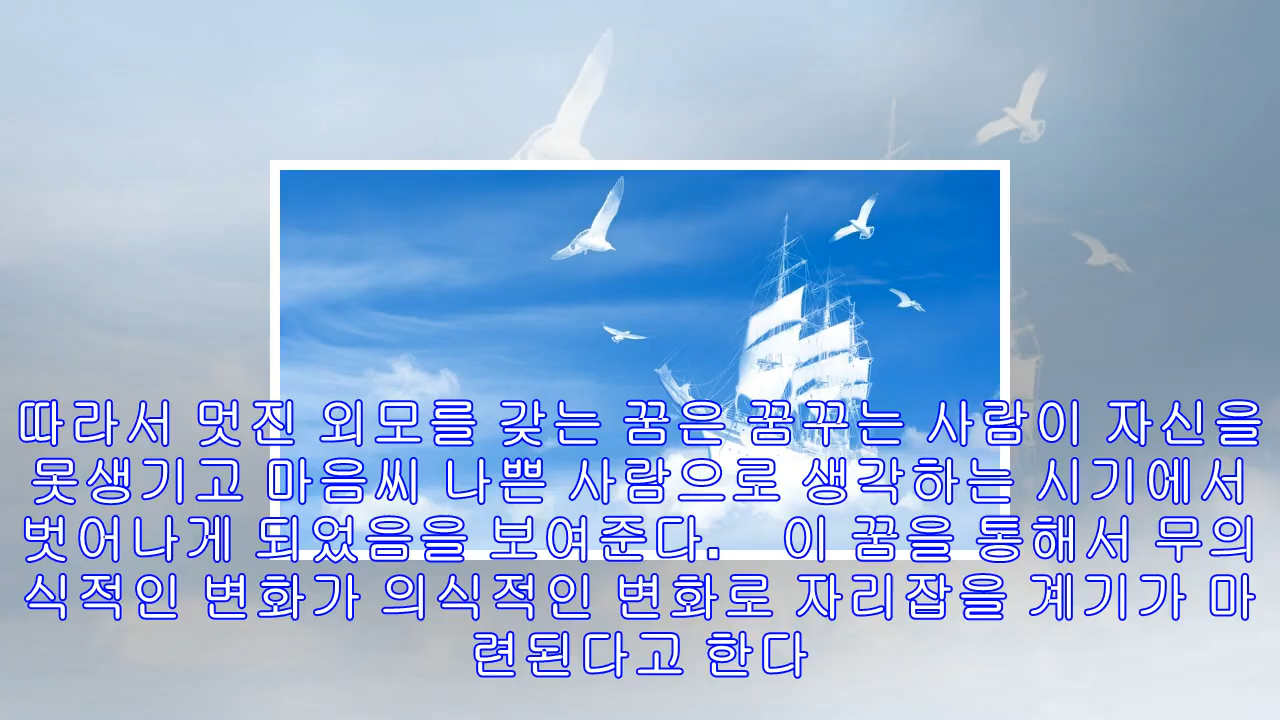 따라서 멋진 외모를 갖는 꿈은 꿈꾸는 사람이 자신을
못생기고 마음씨 나쁜 사람으로 생각하는 시기에서
벗어나게 되었음을 보여준다.   이 꿈을 통해서 무의
식적인 변화가 의식적인 변화로 자리잡을 계기가 마
련된다고 한다